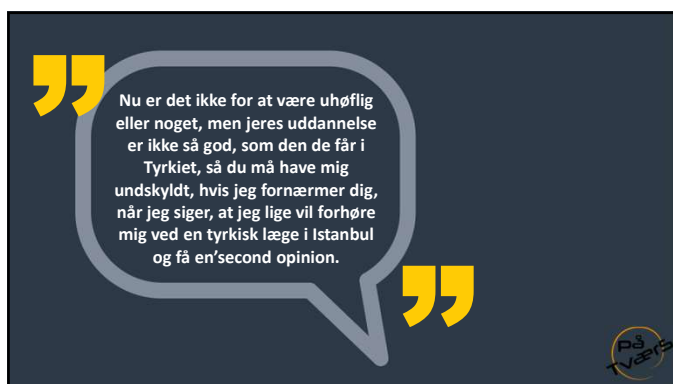 Nu er det ikke for at være uhøflig
eller noget, men jeres uddannelse
er ikke så god, som den de får i
Tyrkiet, så du må have mig
undskyldt, hvis jeg fornærmer dig,
når jeg siger, at jeg lige vil forhøre
mig ved en tyrkisk læge i Istanbul
og få en’second opinion.
På
Tværs